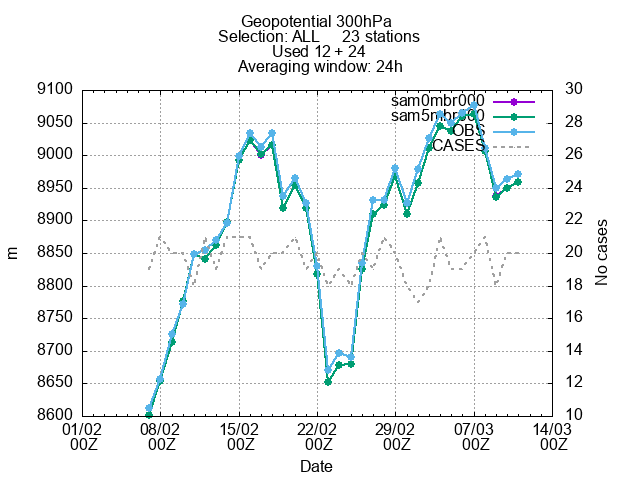 Geopotential 300hPa
Selection: ALL     23 stations
Used 12 + 24
Averaging window: 24h
sam0mbr000
sam5mbr000
OBS
CASES
9100
9050
9000
8950
8900
8850
8800
8750
8700
8650
8600
m
30
28
26
24
22
20
18
16
14
12
10
No cases
01/02 08/02 15/02 22/02 29/02 07/03 14/03
00Z 00Z 00Z 00Z 00Z 00Z 00Z
Date